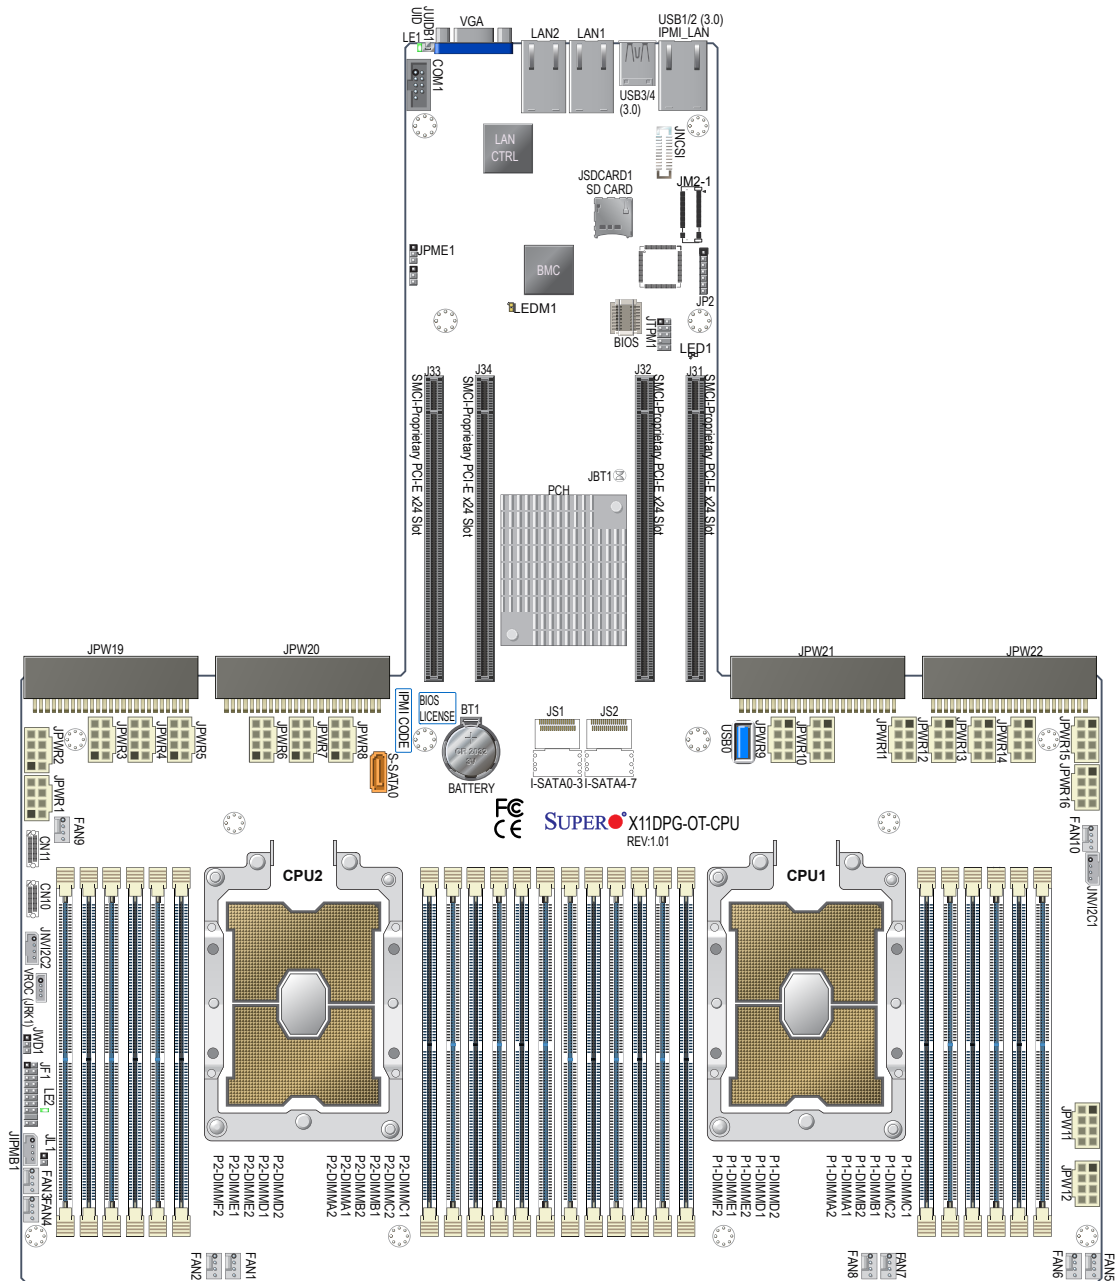 JUIDB1
UID
LE1
VGA
LAN2
LAN1
USB1/2 (3.0)
IPMI_LAN
COM1
USB3/4
(3.0)
LAN
CTRL
JNCSI
JSDCARD1
SD CARD
JM2-1
JPME1
BMC
JP2
LEDM1
BIOS
JTPM1
LED1
J33
SMCI-Proprietary PCI-E x24 Slot
J34
SMCI-Proprietary PCI-E x24 Slot
J32
SMCI-Proprietary PCI-E x24 Slot
J31
SMCI-Proprietary PCI-E x24 Slot
JBT1
PCH
JPW19
JPW20
JPW21
JPW22
IPMI CODE
BIOS
LICENSE
BT1
JS1
JS2
JPWR2
JPWR3
JPWR4
JPWR5
JPWR6
JPWR7
JPWR8
USB0
JPWR9
JPWR10
JPWR11
JPWR12
JPWR13
JPWR14
JPWR15
S-SATA0
CR 2032
3V
BATTERY
I-SATA0-3
I-SATA4-7
JPWR1
JPWR16
FC
CE
SUPER
X11DPG-OT-CPU
REV:1.01
FAN9
FAN10
CN11
CPU2
CPU1
JNVI2C1
CN10
JNVI2C2
VROC (JRK1)
JWD1
JF1
LE2
JL1
JIPMB1
JPW11
JPW12
FAN3
FAN4
P2-DIMMF2
P2-DIMME1
P2-DIMME2
P2-DIMMD1
P2-DIMMD2
P2-DIMMA2
P2-DIMMA1
P2-DIMMB2
P2-DIMMB1
P2-DIMMC2
P2-DIMMC1
P1-DIMMF2
P1-DIMMF1
P1-DIMME1
P1-DIMME2
P1-DIMMD1
P1-DIMMD2
P1-DIMMA2
P1-DIMMA1
P1-DIMMB2
P1-DIMMB1
P1-DIMMC2
P1-DIMMC1
FAN2
FAN1
FAN8
FAN7
FAN6
FAN5